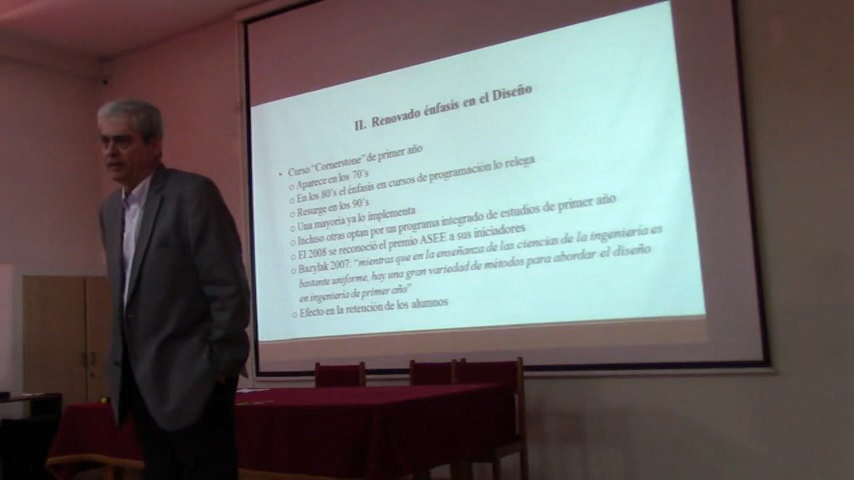 II. Renovado énfasis en el Diseño
• Curso "Cornerstone" de primer año
o Aparece en los 70's
o En los 80's el énfasis en cursos de programación lo relega
o Resurge en los 90's
o Una mayoría ya lo implementa
o Incluso otras optan por un programa integrado de estudios de primer año
o El 2008 se reconoció el premio ASEE a sus iniciadores
o Bazylak 2007: "mientras que en la enseñanza de las ciencias de la ingeniería es
bastante uniforme, hay una gran variedad de métodos para abordar el diseño
en ingeniería de primer año"
o Efecto en la retención de los alumnos